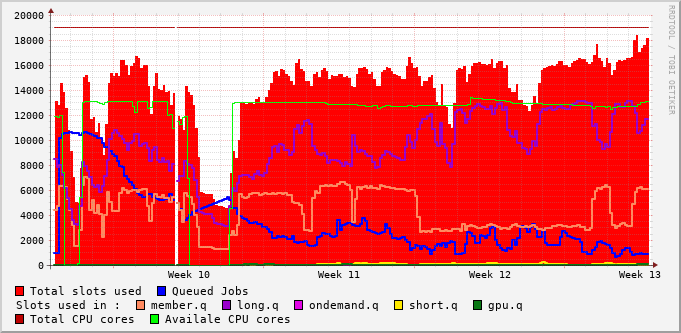 20000
18000
16000
14000
12000
10000
8000
6000
4000
2000
0
Week 10 Week 11 Week 12 Week 13
RRDTOOL / TOBI OETIKER
Total slots used Queued Jobs
Slots used in : member.q long.q ondemand.q short.q gpu.q
Total CPU cores Availale CPU cores